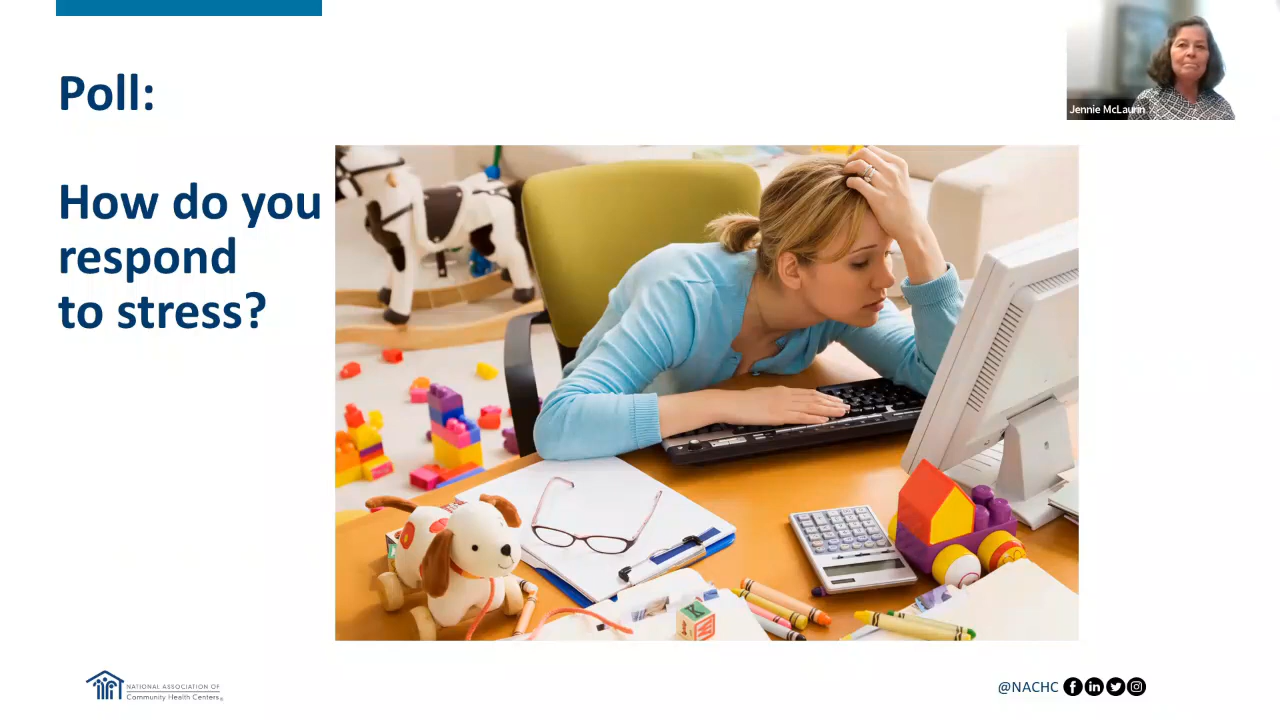 Poll:
Jennie McLaurin
How do you
respond
to stress?
K
NATIONAL ASSOCIATION OF
Community Health Centers®
@NACHC